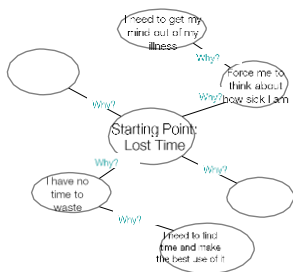 I need to get my
mind out of my
illness
Why?
Force me to
think about
how sick I am
Why?
Why?
Starting Point:
Lost Time
Why?
Why?
I have no
time to
waste
Why?
I need to find
time and make
the best use of it